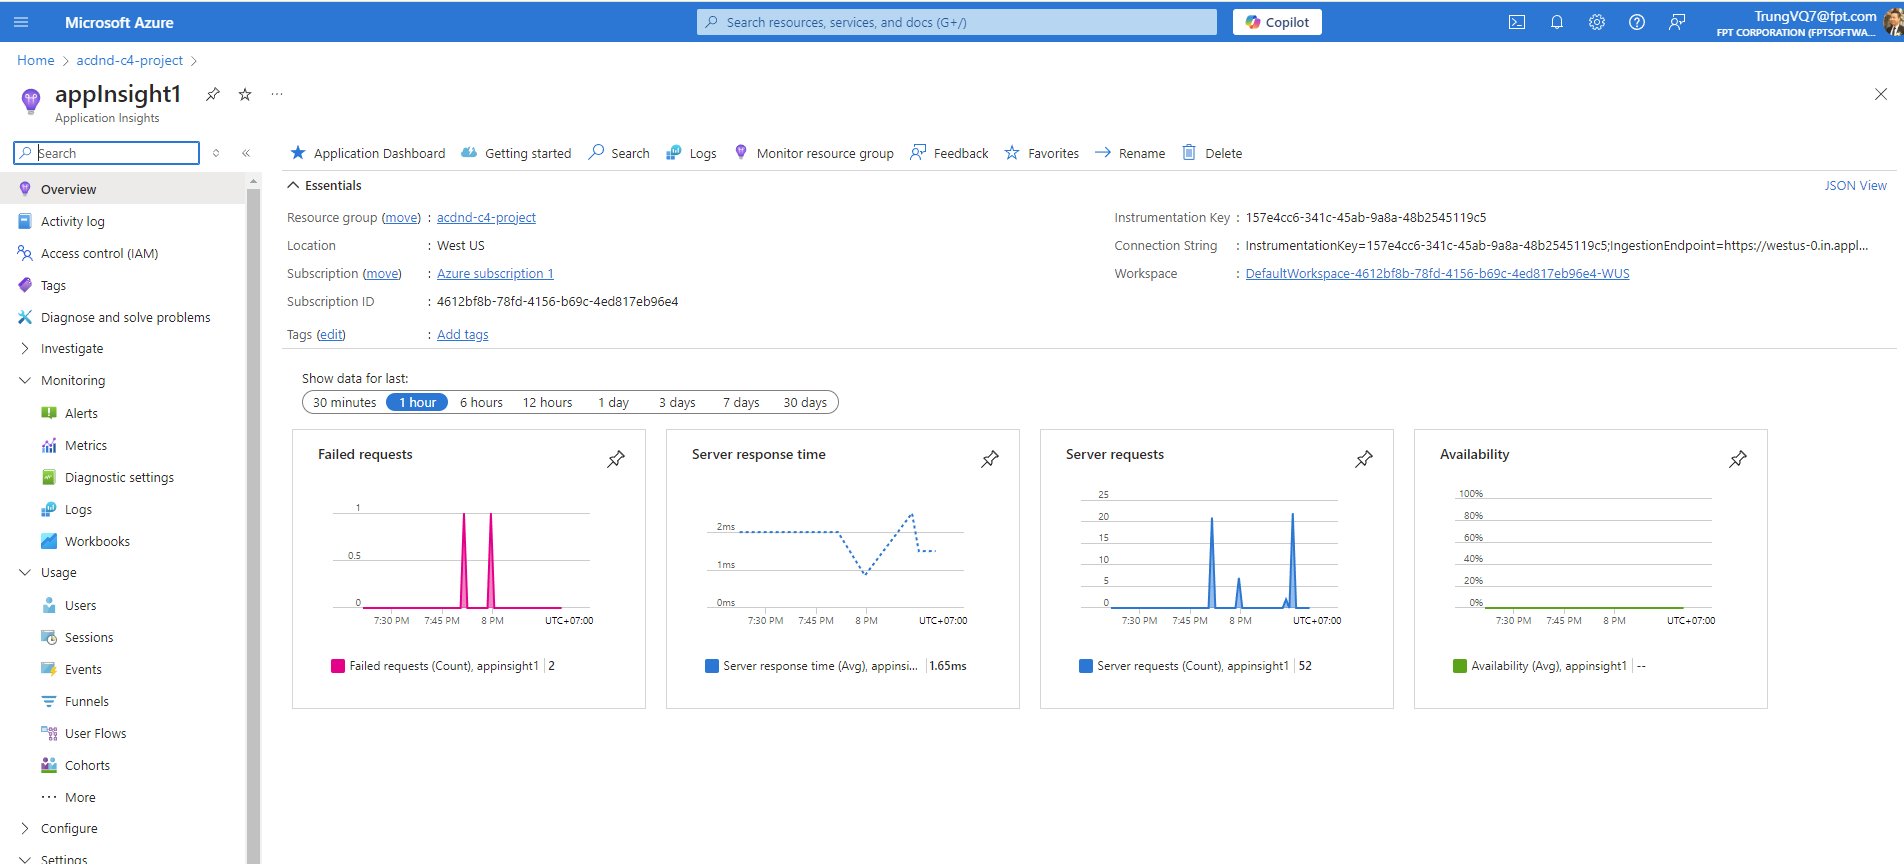 Microsoft Azure
Search resources, services, and docs (G+/)
Copilot
TrungVQ7@fpt.com
FPT CORPORATION (FPTSOFTWA...
Home > acdnd-c4-project >
appInsight1
Application Insights
Search
Application Dashboard Getting started Search Logs Monitor resource group Feedback Favorites Rename Delete
Overview
Activity log
Access control (IAM)
Tags
Diagnose and solve problems
Investigate
Monitoring
Alerts
Metrics
Diagnostic settings
Logs
Workbooks
Usage
Users
Sessions
Events
Funnels
User Flows
Cohorts
More
Configure
Settings
Essentials
JSON View
Resource group (move) : acdnd-c4-project
Location : West US
Subscription (move) : Azure subscription 1
Subscription ID : 4612bf8b-78fd-4156-b69c-4ed817eb96e4
Tags (edit) : Add tags
Instrumentation Key : 157e4cc6-341c-45ab-9a8a-48b2545119c5
Connection String : InstrumentationKey=157e4cc6-341c-45ab-9a8a-48b2545119c5;IngestionEndpoint=https://westus-0.in.appl...
Workspace : DefaultWorkspace-4612bf8b-78fd-4156-b69c-4ed817eb96e4-WUS
Show data for last:
30 minutes 1 hour 6 hours 12 hours 1 day 3 days 7 days 30 days
Failed requests
1
0.5
0
7:30 PM 7:45 PM 8 PM UTC+07:00
Failed requests (Count), appinsight1 2
Server response time
2ms
1ms
0ms
7:30 PM 7:45 PM 8 PM UTC+07:00
Server response time (Avg), appinsi... 1.65ms
Server requests
25
20
15
10
5
0
7:30 PM 7:45 PM 8 PM UTC+07:00
Server requests (Count), appinsight1 52
Availability
100%
80%
60%
40%
20%
0%
7:30 PM 7:45 PM 8 PM UTC+07:00
Availability (Avg), appinsight1 --